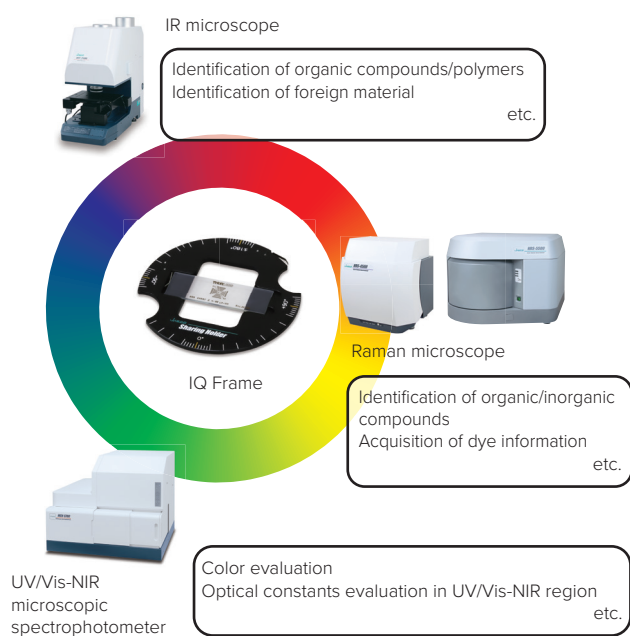 IR microscope
Identification of organic compounds/polymers
Identification of foreign material
etc.
Sharing Holder
0°
IQ Frame
Raman microscope
Identification of organic/inorganic
compounds
Acquisition of dye information
etc.
UV/Vis-NIR
microscopic
spectrophotometer
Color evaluation
Optical constants evaluation in UV/Vis-NIR region
etc.